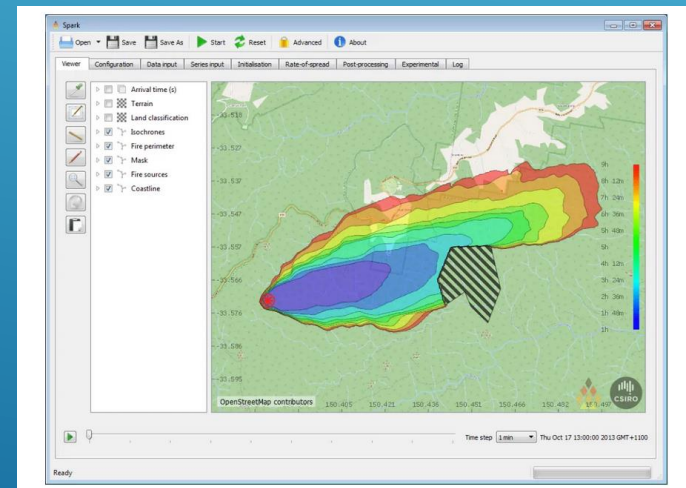 Spark
Open Save Save As Start Reset Advanced About
Viewer Configuration Data input Series input Initialisation Rate-of-spread Post-processing Experimental Log
Arrival time (s)
Terrain
Land classification
Isochrones
Fire perimeter
Mask
Fire sources
Coastline
-33.518
-33.527
-33.537
-33.547
-33.557
-33.566
-33.576
-33.586
-33.595
9h
8h 12m
7h 24m
6h 36m
5h 48m
5h
4h 12m
3h 24m
2h 36m
1h 48m
1h
OpenStreetMap contributors
150.405 150.421 150.436 150.451 150.466 150.482 150.497
CSIRO
Time step 1 min Thu Oct 17 13:00:00 2013 GMT+1100
Ready